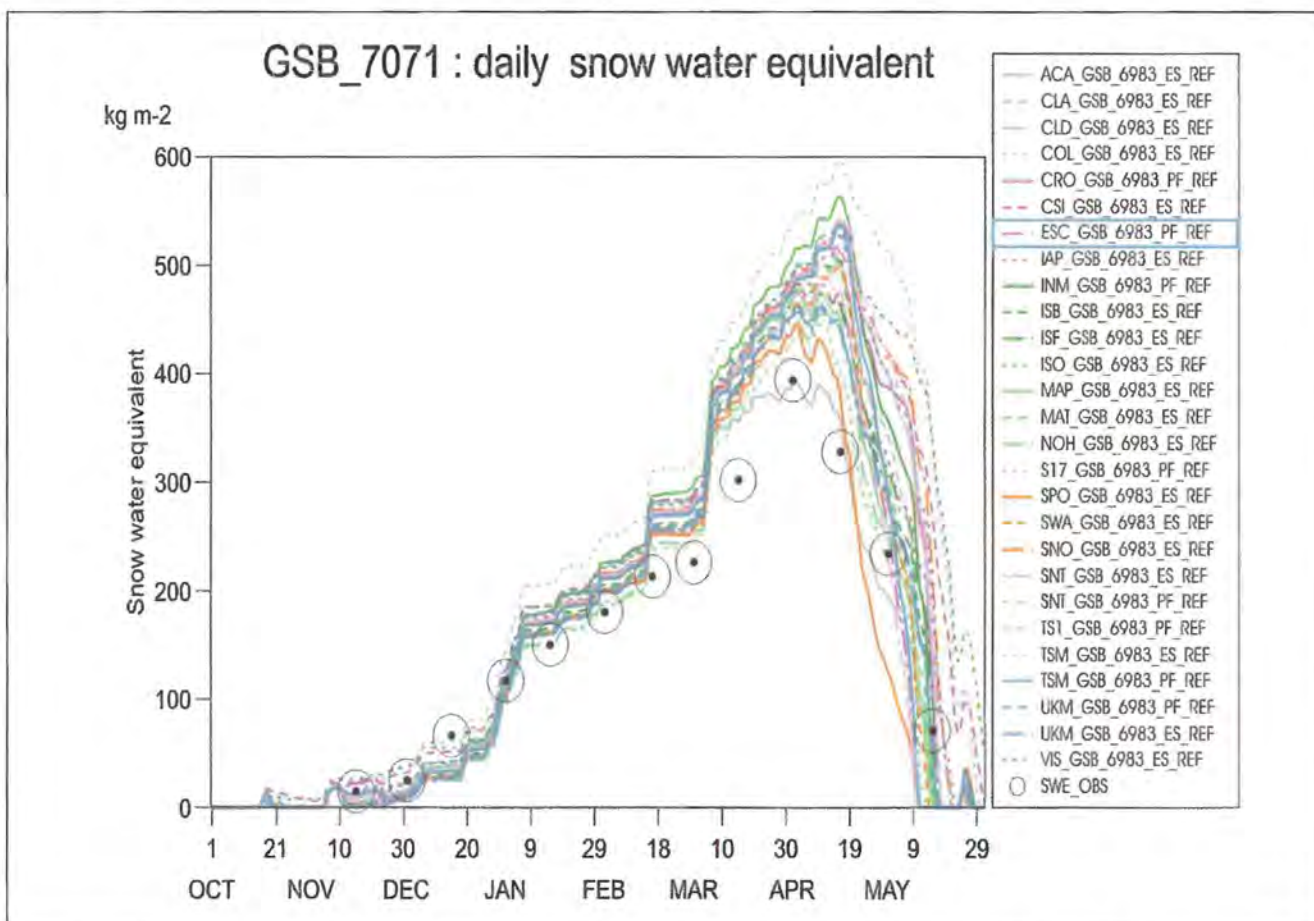 GSB_7071 : daily snow water equivalent
kg m-2
Snow water equivalent
600
500
400
300
200
100
0
1 21 10 30 20 9 29 18 10 30 19 9 29
OCT NOV DEC JAN FEB MAR APR MAY
ACA_GSB_6983_ES_REF
CLA_GSB_6983_ES_REF
CLD_GSB_6983_ES_REF
COL_GSB_6983_ES_REF
CRO_GSB_6983_PF_REF
CSI_GSB_6983_ES_REF
ESC_GSB_6983_PF_REF
IAP_GSB_6983_ES_REF
INM_GSB_6983_PF_REF
ISB_GSB_6983_ES_REF
ISF_GSB_6983_ES_REF
ISO_GSB_6983_ES_REF
MAP_GSB_6983_ES_REF
MAT_GSB_6983_ES_REF
NOH_GSB_6983_ES_REF
S17_GSB_6983_PF_REF
SPO_GSB_6983_ES_REF
SWA_GSB_6983_ES_REF
SNO_GSB_6983_ES_REF
SNT_GSB_6983_ES_REF
SNT_GSB_6983_PF_REF
TS1_GSB_6983_PF_REF
TSM_GSB_6983_ES_REF
TSM_GSB_6983_PF_REF
UKM_GSB_6983_PF_REF
UKM_GSB_6983_ES_REF
VIS_GSB_6983_ES_REF
SWE_OBS